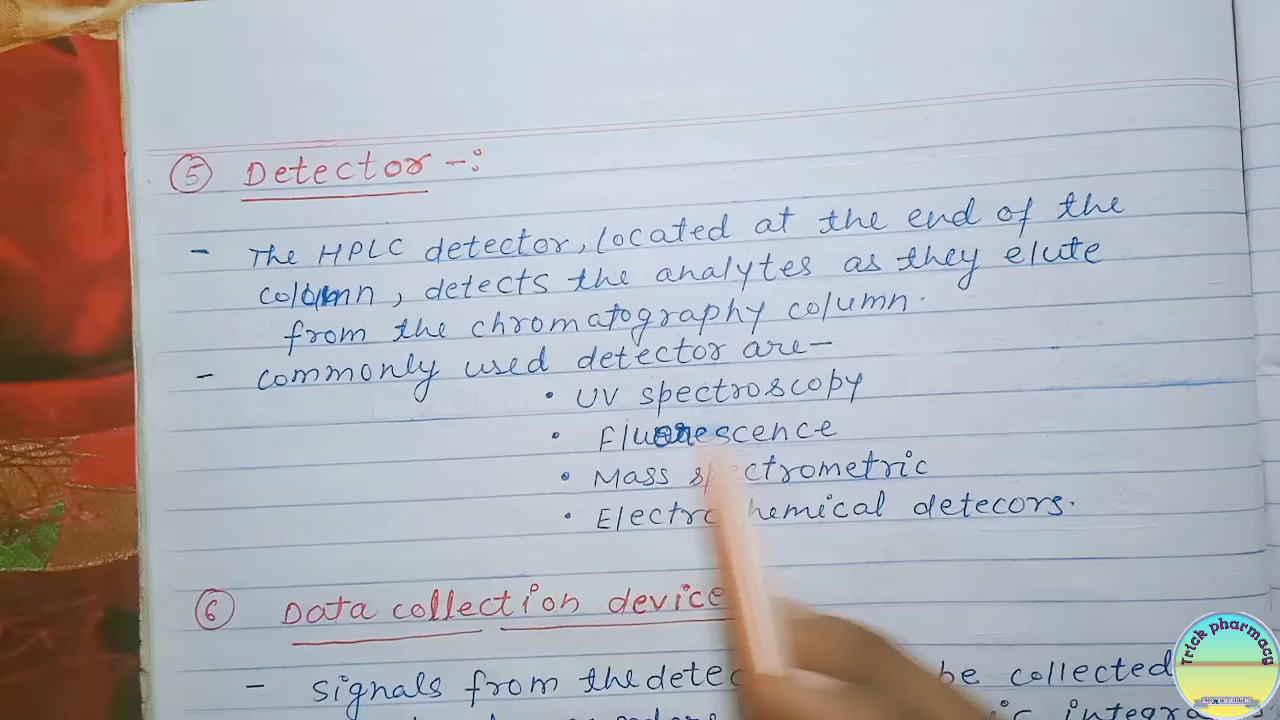 ⑤ Detector -:
- The HPLC detector, located at the end of the
column, detects the analytes as they elute
from the chromatography column.
- commonly used detector are-
• UV spectroscopy
• Fluorescence
• Mass spectrometric
• Electrochemical detecors.
⑥ Data collection device
- signals from the be collected
Trick pharmacy